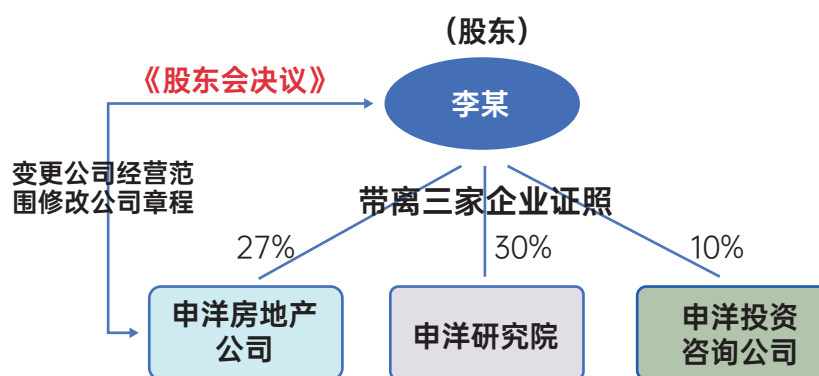 （股东）
《股东会决议》
李某
变更公司经营范
围修改公司章程
带离三家企业证照
27%
30%
10%
申洋房地产
公司
申洋研究院
申洋投资
咨询公司